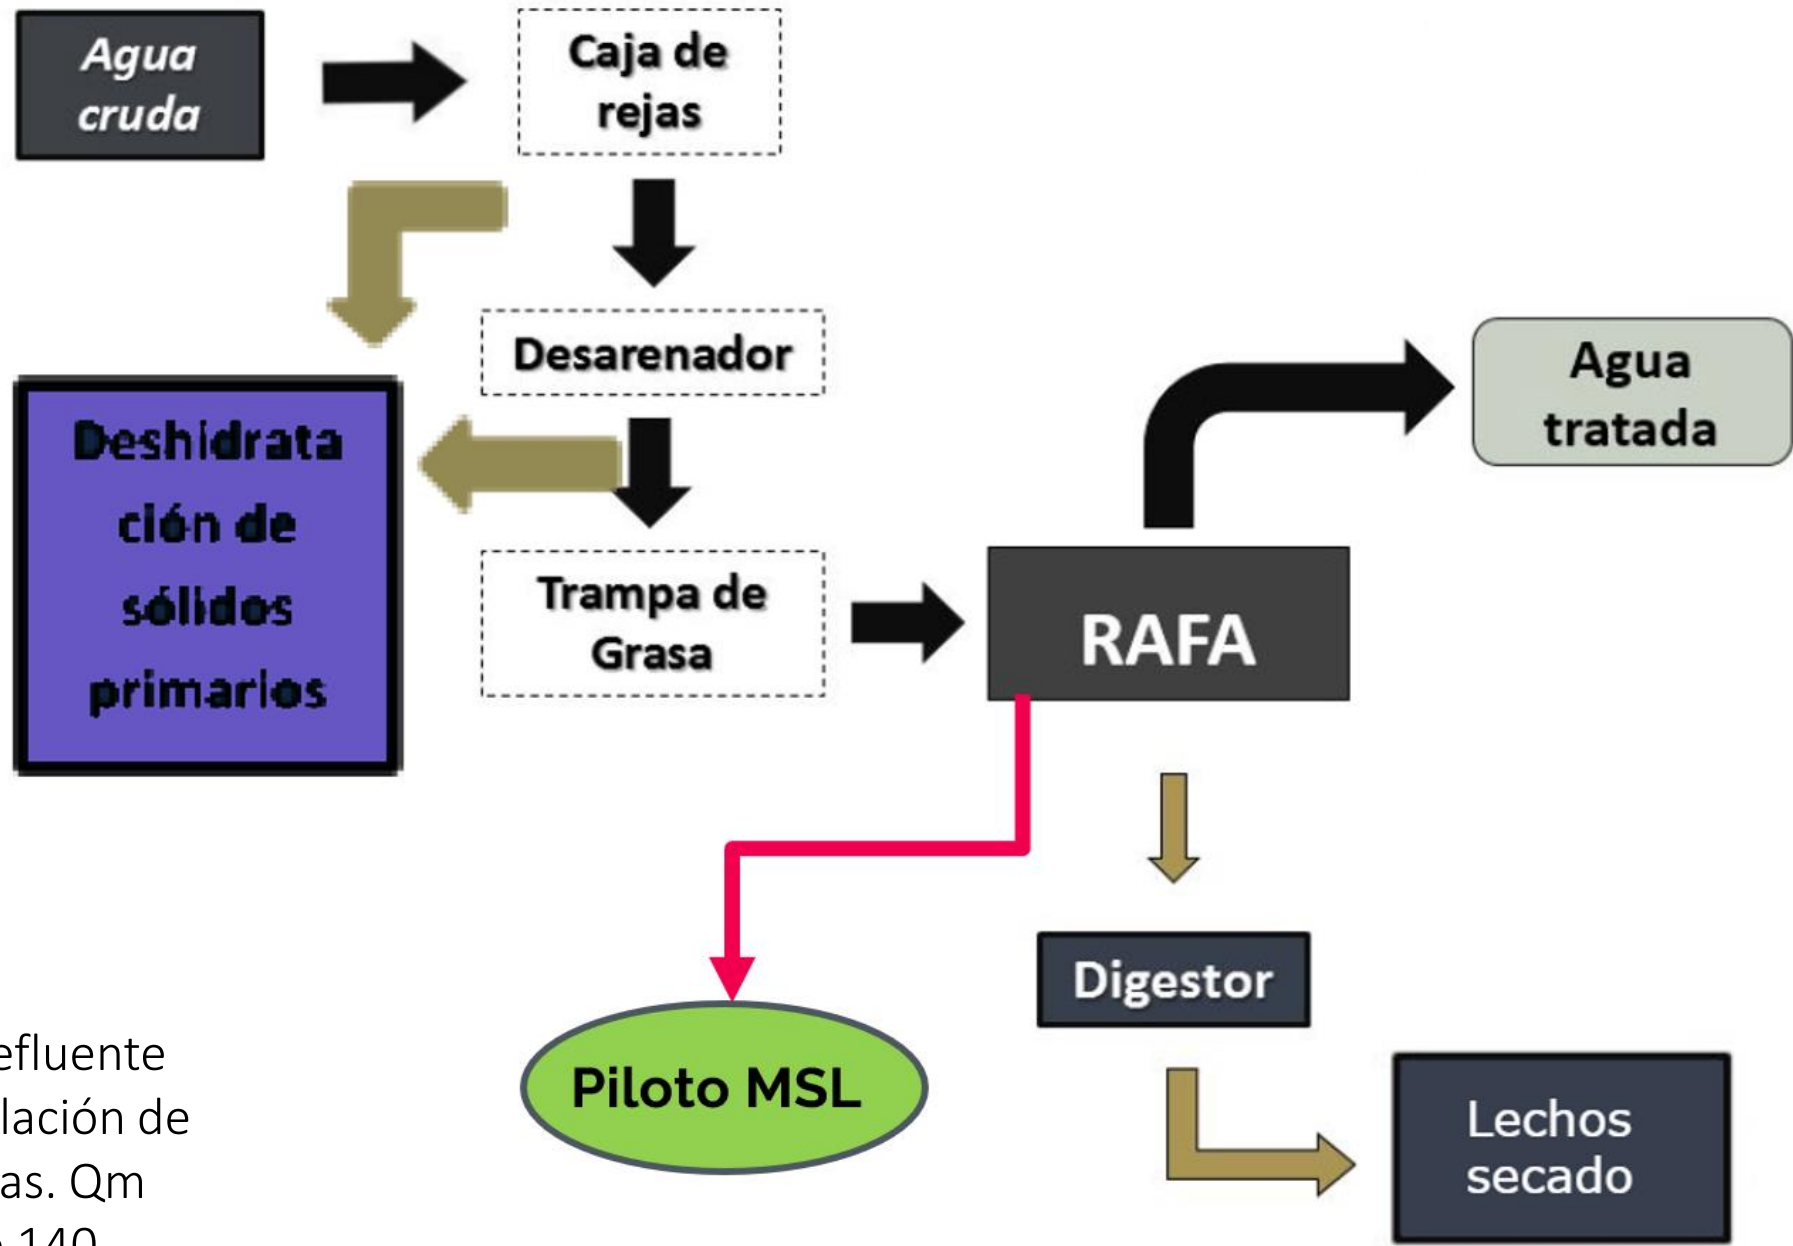 Agua
cruda
Caja de
rejas
Desarenador
Deshidrata
ción de
sólidos
primarios
Trampa de
Grasa
RAFA
Agua
tratada
Piloto MSL
Digestor
Lechos
secado
efluente
lación de
as. Qm
140